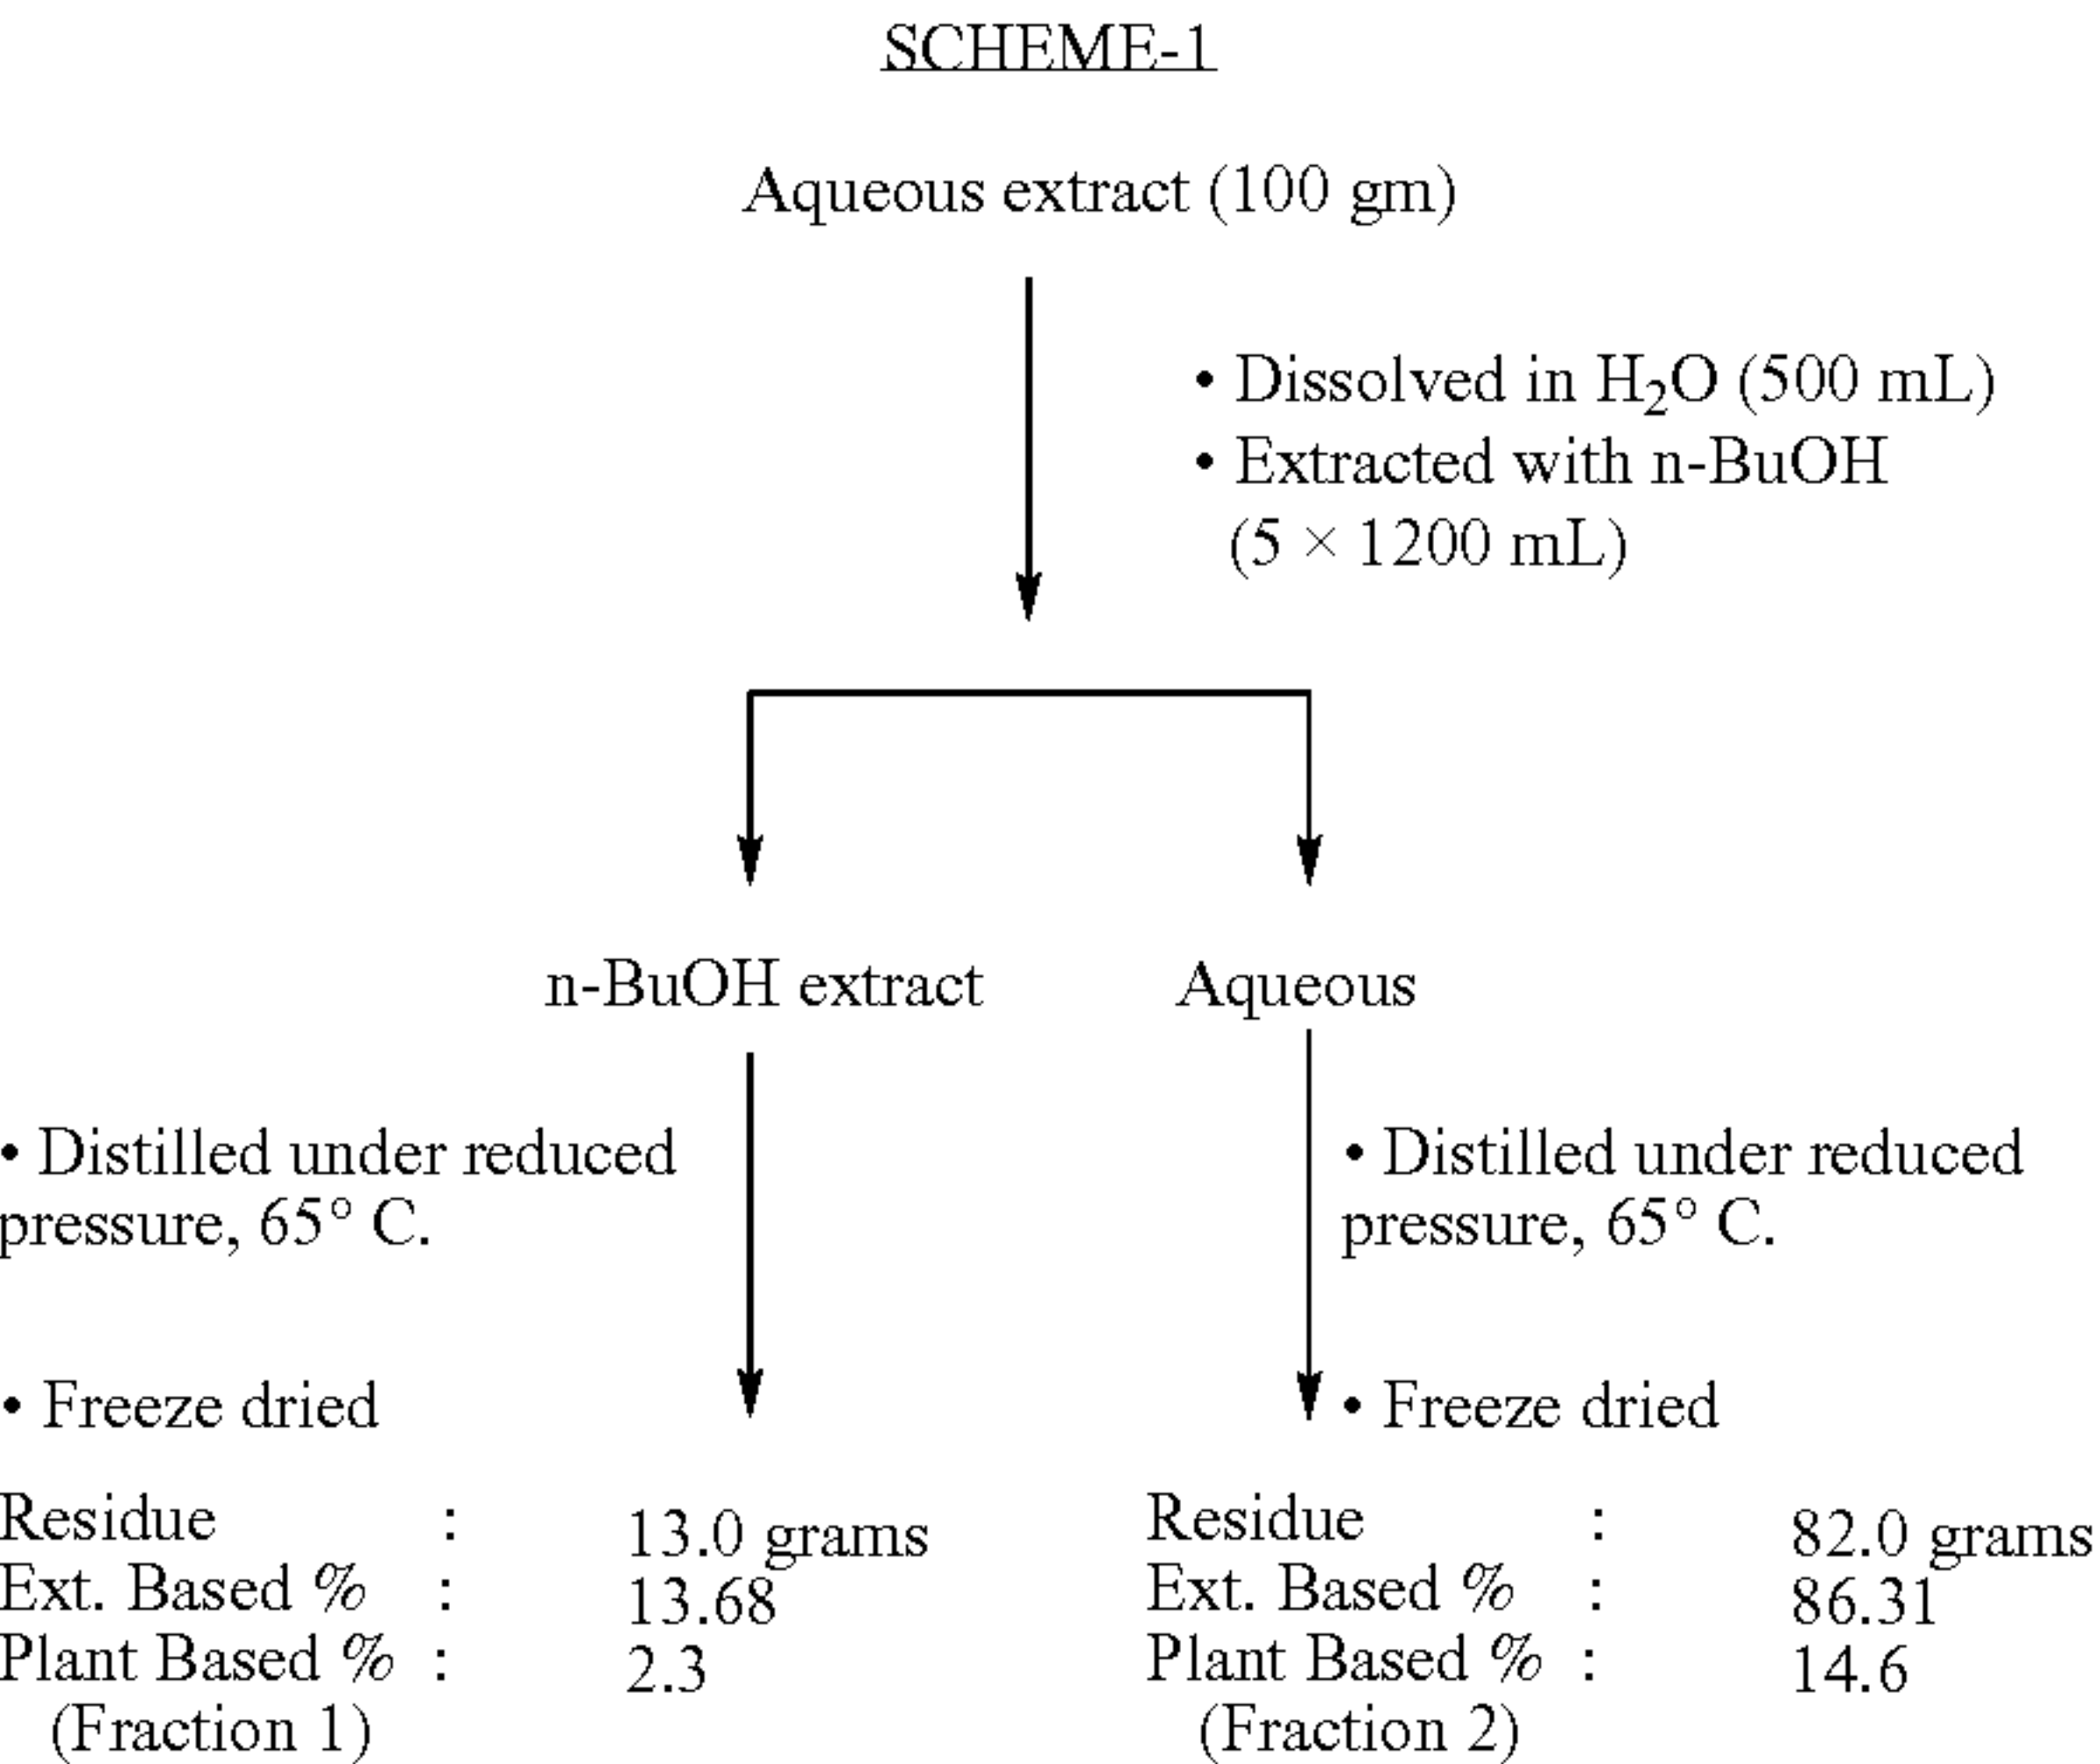 SCHEME-1
Aqueous extract (100 gm)
• Dissolved in H₂O (500 mL)
• Extracted with n-BuOH
(5 × 1200 mL)
n-BuOH extract
Aqueous
• Distilled under reduced
pressure, 65° C.
• Freeze dried
Residue : 13.0 grams
Ext. Based % : 13.68
Plant Based % : 2.3
(Fraction 1)
• Distilled under reduced
pressure, 65° C.
• Freeze dried
Residue : 82.0 grams
Ext. Based % : 86.31
Plant Based % : 14.6
(Fraction 2)